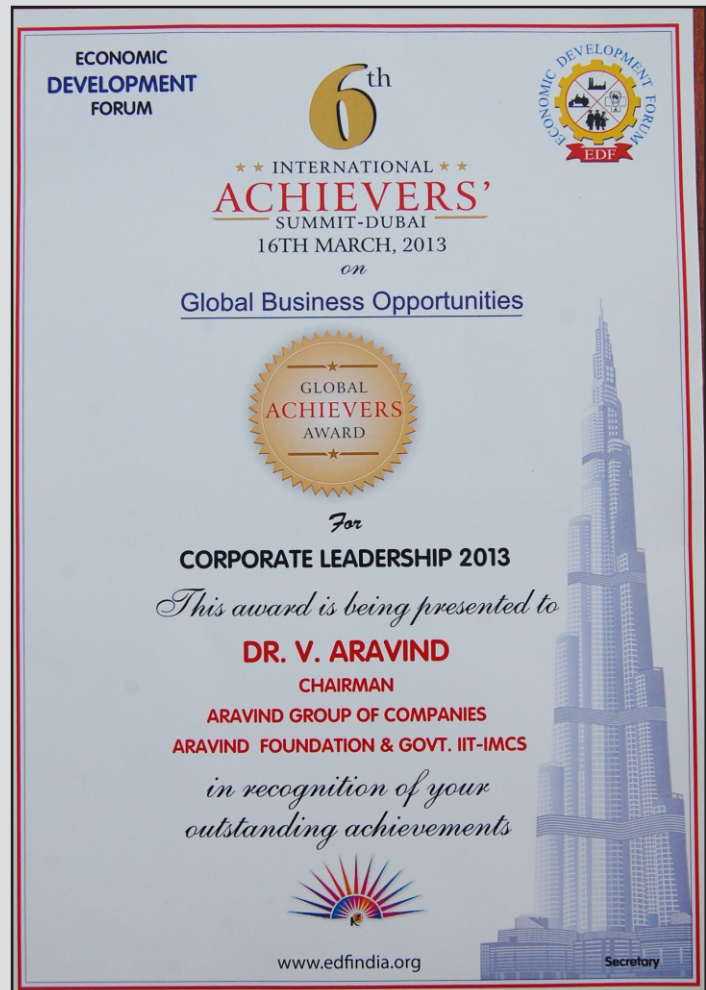 ECONOMIC
DEVELOPMENT
FORUM
6th
INTERNATIONAL
ACHIEVERS'
SUMMIT-DUBAI
16TH MARCH, 2013
on
Global Business Opportunities
ECONOMIC DEVELOPMENT FORUM
EDF
GLOBAL
ACHIEVERS
AWARD
For
CORPORATE LEADERSHIP 2013
This award is being presented to
DR. V. ARAVIND
CHAIRMAN
ARAVIND GROUP OF COMPANIES
ARAVIND FOUNDATION & GOVT. IIT-IMCS
in recognition of your
outstanding achievements
www.edfindia.org
Secretary